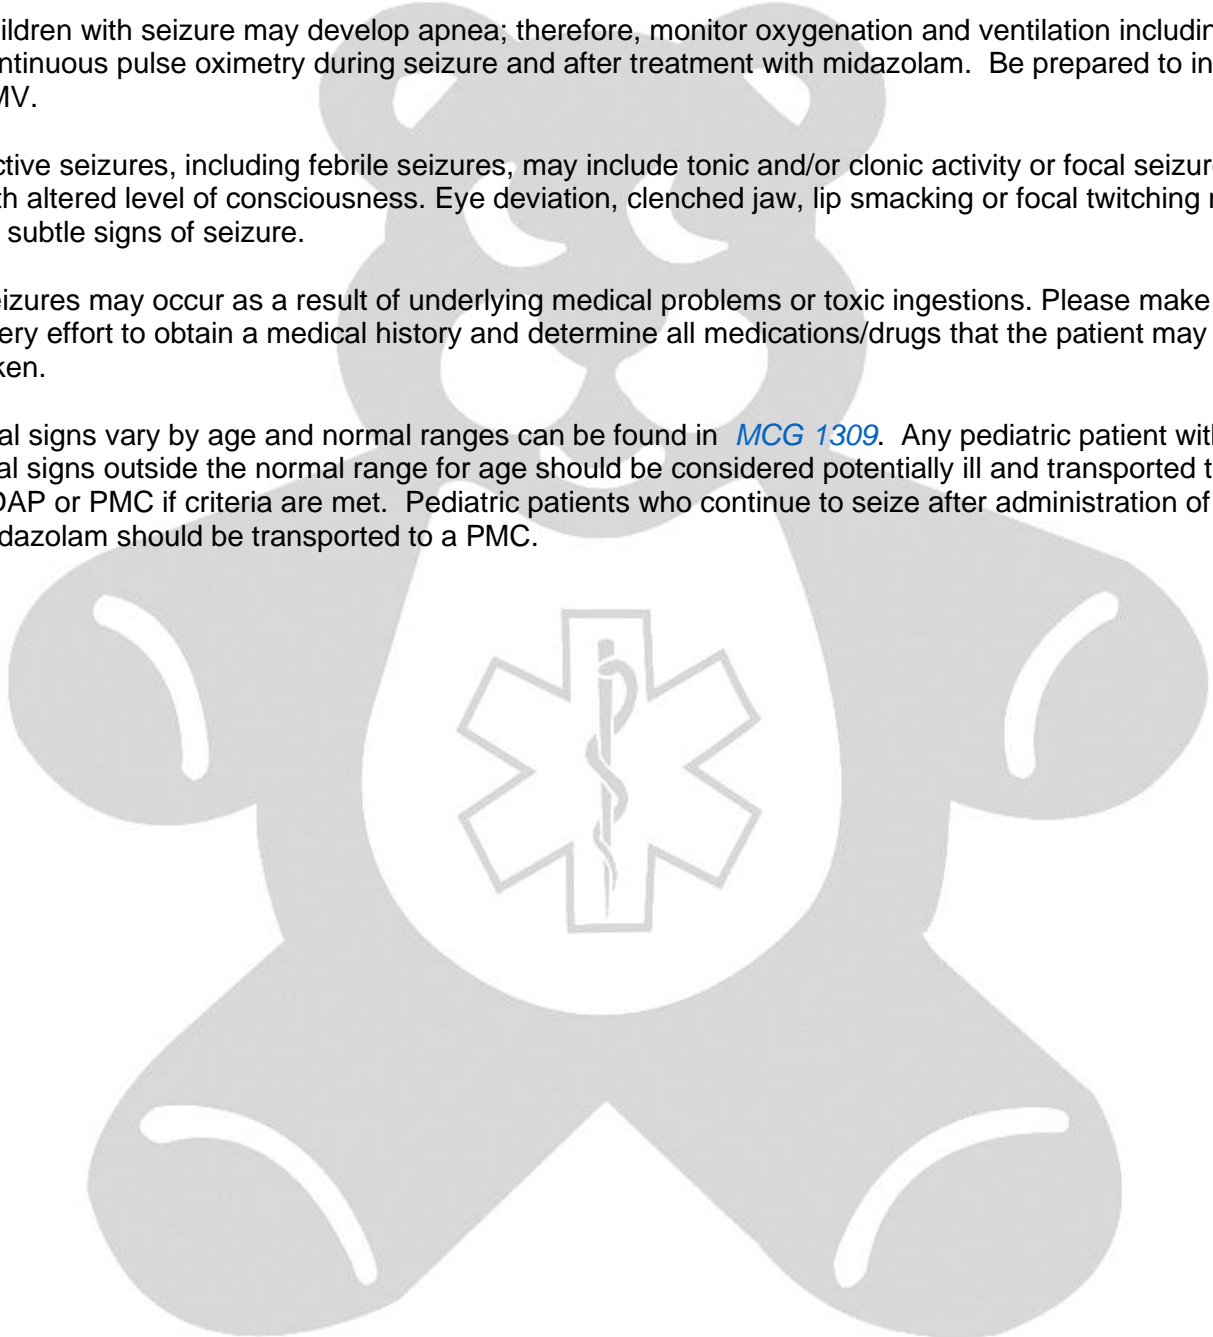 ildren with seizure may develop apnea; therefore, monitor oxygenation and ventilation includin
ntinuous pulse oximetry during seizure and after treatment with midazolam.  Be prepared to in
MV.
ctive seizures, including febrile seizures, may include tonic and/or clonic activity or focal seizur
th altered level of consciousness. Eye deviation, clenched jaw, lip smacking or focal twitching
subtle signs of seizure.
eizures may occur as a result of underlying medical problems or toxic ingestions. Please make
ery effort to obtain a medical history and determine all medications/drugs that the patient may
ken.
al signs vary by age and normal ranges can be found in  MCG 1309.  Any pediatric patient wit
al signs outside the normal range for age should be considered potentially ill and transported t
DAP or PMC if criteria are met.  Pediatric patients who continue to seize after administration of
dazolam should be transported to a PMC.